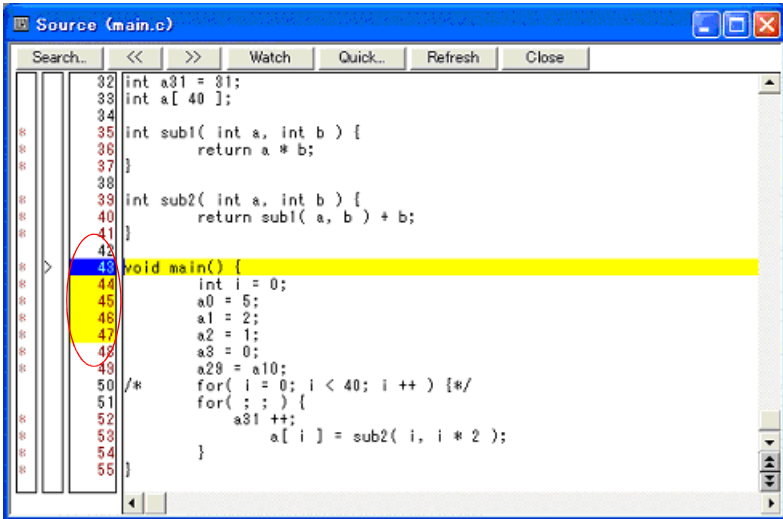 Source (main.c)
Search... << >> Watch Quick... Refresh Close
32 int a31 = 31;
33 int a[ 40 ];
34
* 35 int sub1( int a, int b ) {
* 36 return a * b;
* 37 }
38
* 39 int sub2( int a, int b ) {
* 40 return sub1( a, b ) + b;
* 41 }
42
* > 43 void main() {
* 44 int i = 0;
* 45 a0 = 5;
* 46 a1 = 2;
* 47 a2 = 1;
* 48 a3 = 0;
* 49 a29 = a10;
50 /* for( i = 0; i < 40; i ++ ) {*/
51 for( ; ; ) {
* 52 a31 ++;
* 53 a[ i ] = sub2( i, i * 2 );
* 54 }
* 55 }